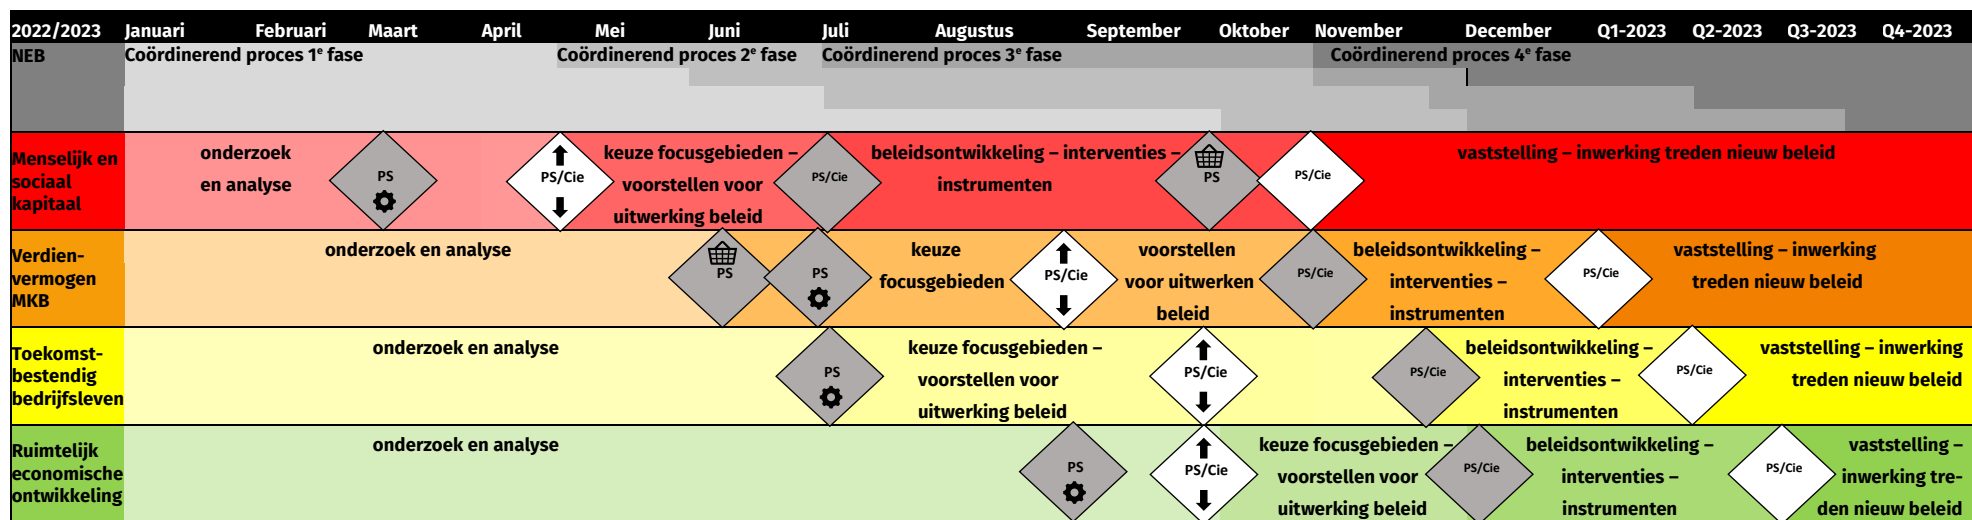 2022/2023 Januari Februari Maart April Mei Juni Juli Augustus September Oktober November December Q1-2023 Q2-2023 Q3-2023 Q4-2023
NEB Coördinerend proces 1e fase Coördinerend proces 2e fase Coördinerend proces 3e fase Coördinerend proces 4e fase
Menselijk en
sociaal
kapitaal
onderzoek
en analyse
PS
PS/Cie
keuze focusgebieden –
voorstellen voor
uitwerking beleid
PS/Cie
beleidsontwikkeling – interventies –
instrumenten
PS
PS/Cie
vaststelling – inwerking treden nieuw beleid
Verdien-
vermogen
MKB
onderzoek en analyse
PS
PS
keuze
focusgebieden
PS/Cie
voorstellen
voor uitwerken
beleid
PS/Cie
beleidsontwikkeling –
interventies –
instrumenten
PS/Cie
vaststelling – inwerking
treden nieuw beleid
Toekomst-
bestendig
bedrijfsleven
onderzoek en analyse
PS
keuze focusgebieden –
voorstellen voor
uitwerking beleid
PS/Cie
PS/Cie
beleidsontwikkeling –
interventies –
instrumenten
PS/Cie
vaststelling – inwerking
treden nieuw beleid
Ruimtelijk
economische
ontwikkeling
onderzoek en analyse
PS
PS/Cie
keuze focusgebieden –
voorstellen voor
uitwerking beleid
PS/Cie
beleidsontwikkeling –
interventies –
instrumenten
PS/Cie
vaststelling –
inwerking tre-
den nieuw beleid